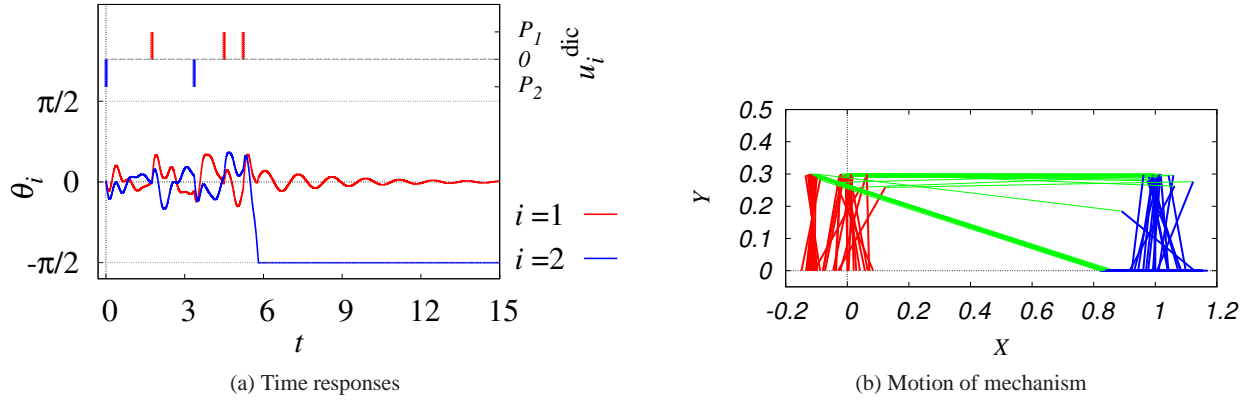 P_1
0
P_2
u_i^dic
π/2
0
-π/2
θ_i
i=1
i=2
0 3 6 9 12 15
t
(a) Time responses
0.5
0.4
0.3
0.2
0.1
0
Y
-0.2 0 0.2 0.4 0.6 0.8 1 1.2
X
(b) Motion of mechanism